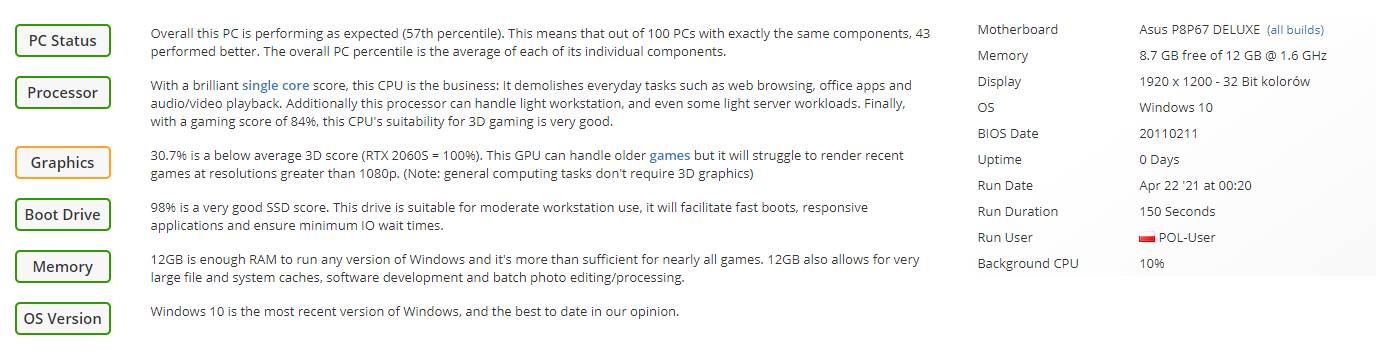 PC Status
Overall this PC is performing as expected (57th percentile). This means that out of 100 PCs with exactly the same components, 43
performed better. The overall PC percentile is the average of each of its individual components.
Processor
With a brilliant single core score, this CPU is the business: It demolishes everyday tasks such as web browsing, office apps and
audio/video playback. Additionally this processor can handle light workstation, and even some light server workloads. Finally,
with a gaming score of 84%, this CPU's suitability for 3D gaming is very good.
Graphics
30.7% is a below average 3D score (RTX 2060S = 100%). This GPU can handle older games but it will struggle to render recent
games at resolutions greater than 1080p. (Note: general computing tasks don't require 3D graphics)
Boot Drive
98% is a very good SSD score. This drive is suitable for moderate workstation use, it will facilitate fast boots, responsive
applications and ensure minimum IO wait times.
Memory
12GB is enough RAM to run any version of Windows and it's more than sufficient for nearly all games. 12GB also allows for very
large file and system caches, software development and batch photo editing/processing.
OS Version
Windows 10 is the most recent version of Windows, and the best to date in our opinion.
Motherboard Asus P8P67 DELUXE (all builds)
Memory 8.7 GB free of 12 GB @ 1.6 GHz
Display 1920 x 1200 - 32 Bit kolorów
OS Windows 10
BIOS Date 20110211
Uptime 0 Days
Run Date Apr 22 '21 at 00:20
Run Duration 150 Seconds
Run User POL-User
Background CPU 10%